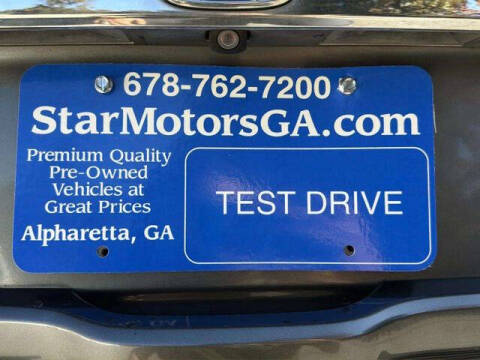 678-762-7200
StarMotorsGA.com
Premium Quality
Pre-Owned
Vehicles at
Great Prices
Alpharetta, GA
TEST DRIVE